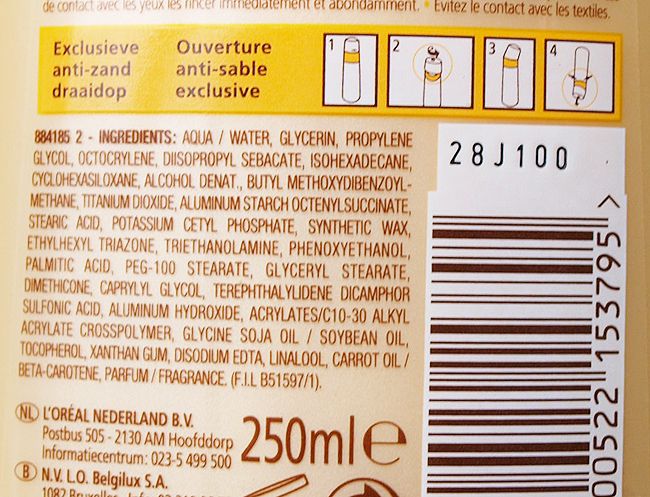 de contact avec les yeux les rincer immédiatement et abondamment. • Evitez le contact avec les textiles.
Exclusieve
anti-zand
draaidop
Ouverture
anti-sable
exclusive
1
2
3
4
884185 2 - INGREDIENTS: AQUA / WATER, GLYCERIN, PROPYLENE
GLYCOL, OCTOCRYLENE, DIISOPROPYL SEBACATE, ISOHEXADECANE,
CYCLOHEXASILOXANE, ALCOHOL DENAT., BUTYL METHOXYDIBENZOYL-
METHANE, TITANIUM DIOXIDE, ALUMINUM STARCH OCTENYLSUCCINATE,
STEARIC ACID, POTASSIUM CETYL PHOSPHATE, SYNTHETIC WAX,
ETHYLHEXYL TRIAZONE, TRIETHANOLAMINE, PHENOXYETHANOL,
PALMITIC ACID, PEG-100 STEARATE, GLYCERYL STEARATE,
DIMETHICONE, CAPRYLYL GLYCOL, TEREPHTHALYLIDENE DICAMPHOR
SULFONIC ACID, ALUMINUM HYDROXIDE, ACRYLATES/C10-30 ALKYL
ACRYLATE CROSSPOLYMER, GLYCINE SOJA OIL / SOYBEAN OIL,
TOCOPHEROL, XANTHAN GUM, DISODIUM EDTA, LINALOOL, CARROT OIL /
BETA-CAROTENE, PARFUM / FRAGRANCE. (F.I.L B51597/1).
28J100
00522 153795 >
NL L'ORÉAL NEDERLAND B.V.
Postbus 505 - 2130 AM Hoofddorp
Informatiecentrum: 023-5 499 500
250ml e
B N.V. L.O. Belgilux S.A.
1082 Bruxelles